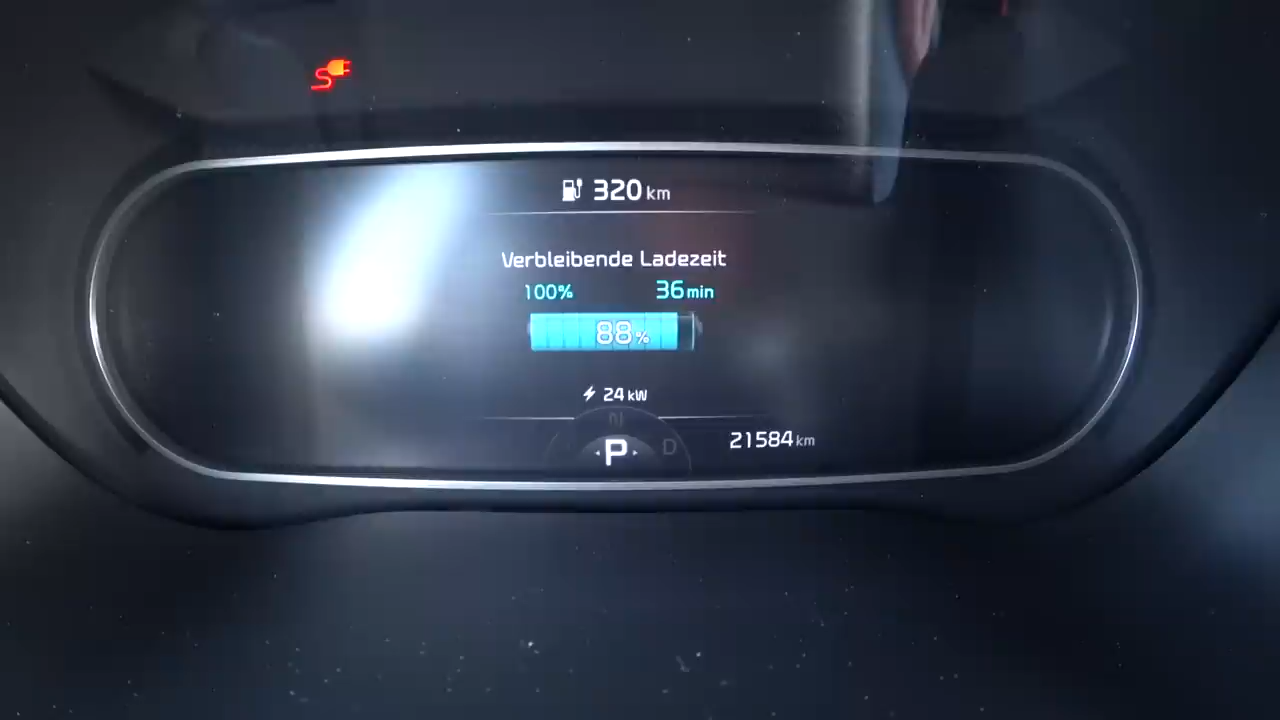 320 km
Verbleibende Ladezeit
100% 36 min
88%
24 kW
N
P D
21584 km